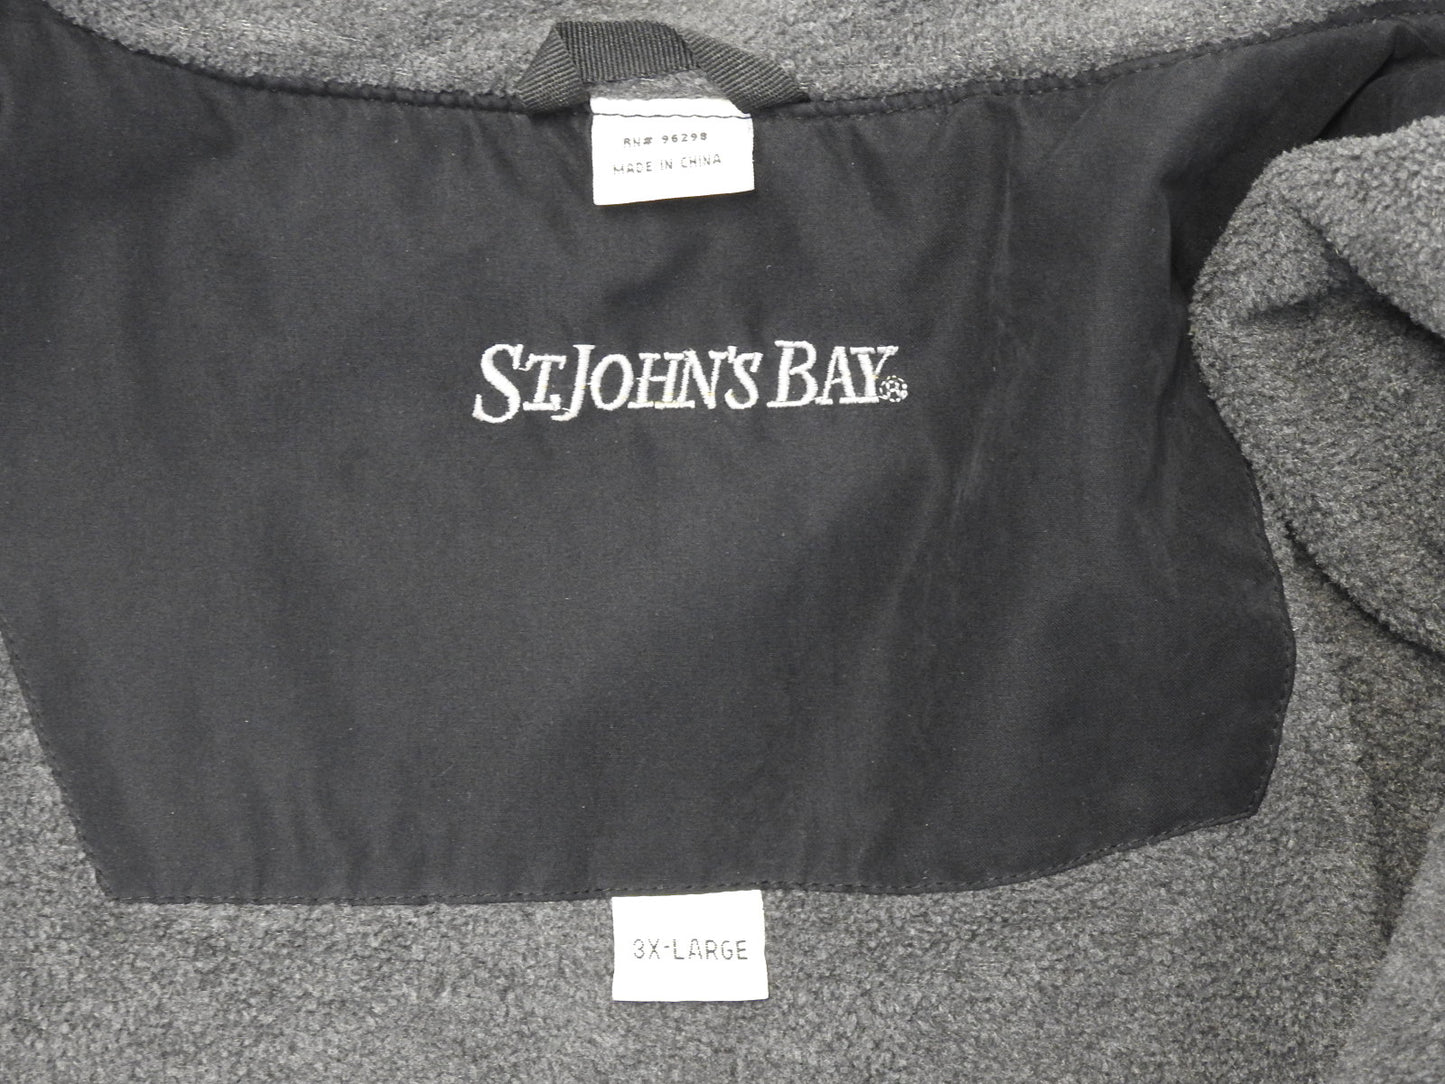 RN# 96298
MADE IN CHINA
ST. JOHN'S BAY®
3X-LARGE